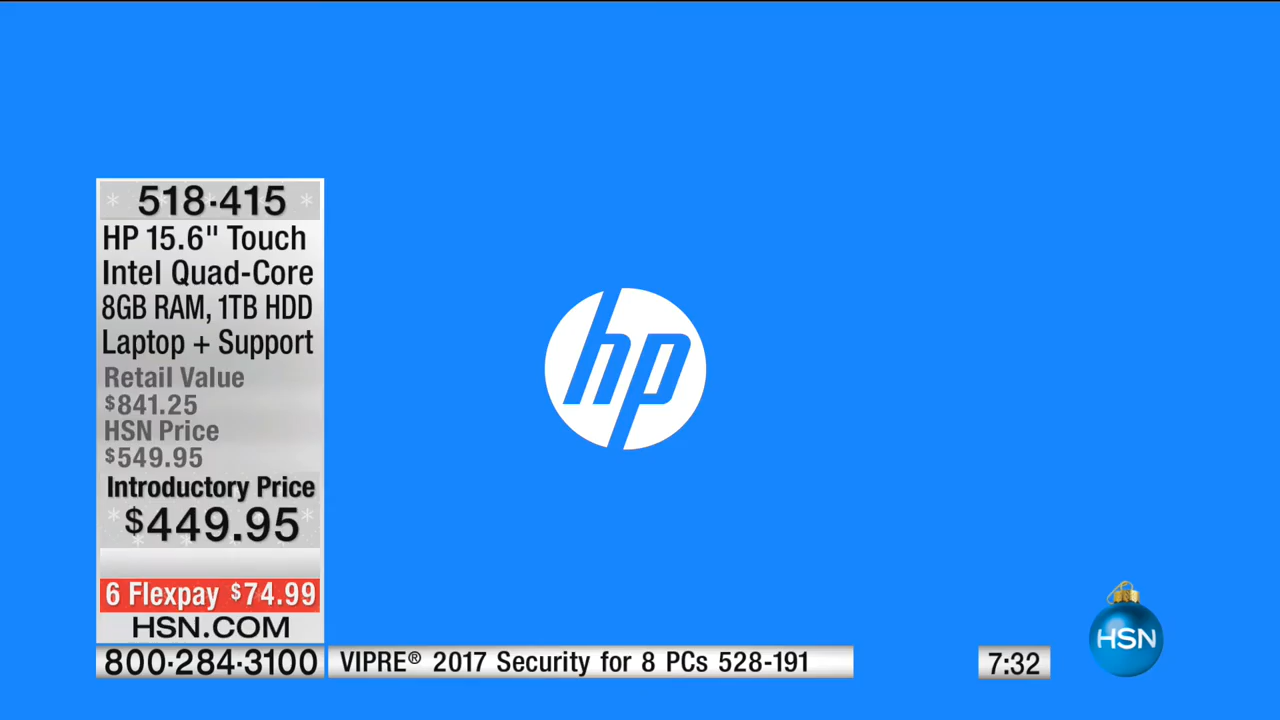 518-415
HP 15.6" Touch
Intel Quad-Core
8GB RAM, 1TB HDD
Laptop + Support
Retail Value
$841.25
HSN Price
$549.95
Introductory Price
$449.95
6 Flexpay $74.99
HSN.COM
800-284-3100
VIPRE® 2017 Security for 8 PCs 528-191
7:32
HSN
hp